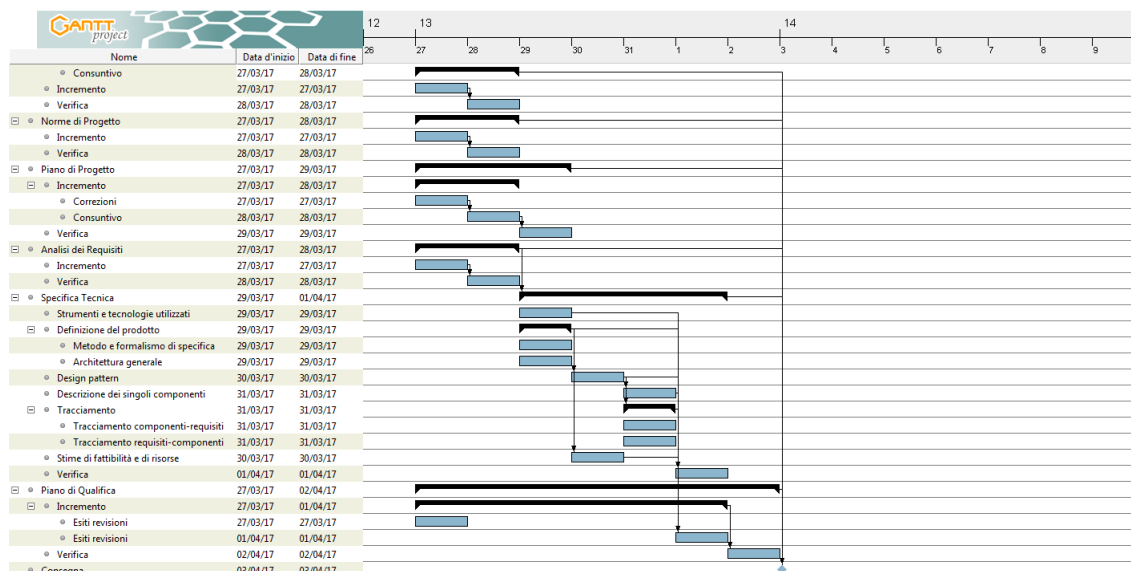 GANTT project
12 13 14
26 27 28 29 30 31 1 2 3 4 5 6 7 8 9
Nome Data d'inizio Data di fine
Consuntivo 27/03/17 28/03/17
Incremento 27/03/17 27/03/17
Verifica 28/03/17 28/03/17
Norme di Progetto 27/03/17 28/03/17
Incremento 27/03/17 27/03/17
Verifica 28/03/17 28/03/17
Piano di Progetto 27/03/17 29/03/17
Incremento 27/03/17 28/03/17
Correzioni 27/03/17 27/03/17
Consuntivo 28/03/17 28/03/17
Verifica 29/03/17 29/03/17
Analisi dei Requisiti 27/03/17 28/03/17
Incremento 27/03/17 27/03/17
Verifica 28/03/17 28/03/17
Specifica Tecnica 29/03/17 01/04/17
Strumenti e tecnologie utilizzati 29/03/17 29/03/17
Definizione del prodotto 29/03/17 29/03/17
Metodo e formalismo di specifica 29/03/17 29/03/17
Architettura generale 29/03/17 29/03/17
Design pattern 30/03/17 30/03/17
Descrizione dei singoli componenti 31/03/17 31/03/17
Tracciamento 31/03/17 31/03/17
Tracciamento componenti-requisiti 31/03/17 31/03/17
Tracciamento requisiti-componenti 31/03/17 31/03/17
Stime di fattibilità e di risorse 30/03/17 30/03/17
Verifica 01/04/17 01/04/17
Piano di Qualifica 27/03/17 02/04/17
Incremento 27/03/17 01/04/17
Esiti revisioni 27/03/17 27/03/17
Esiti revisioni 01/04/17 01/04/17
Verifica 02/04/17 02/04/17
Consegna 03/04/17 03/04/17